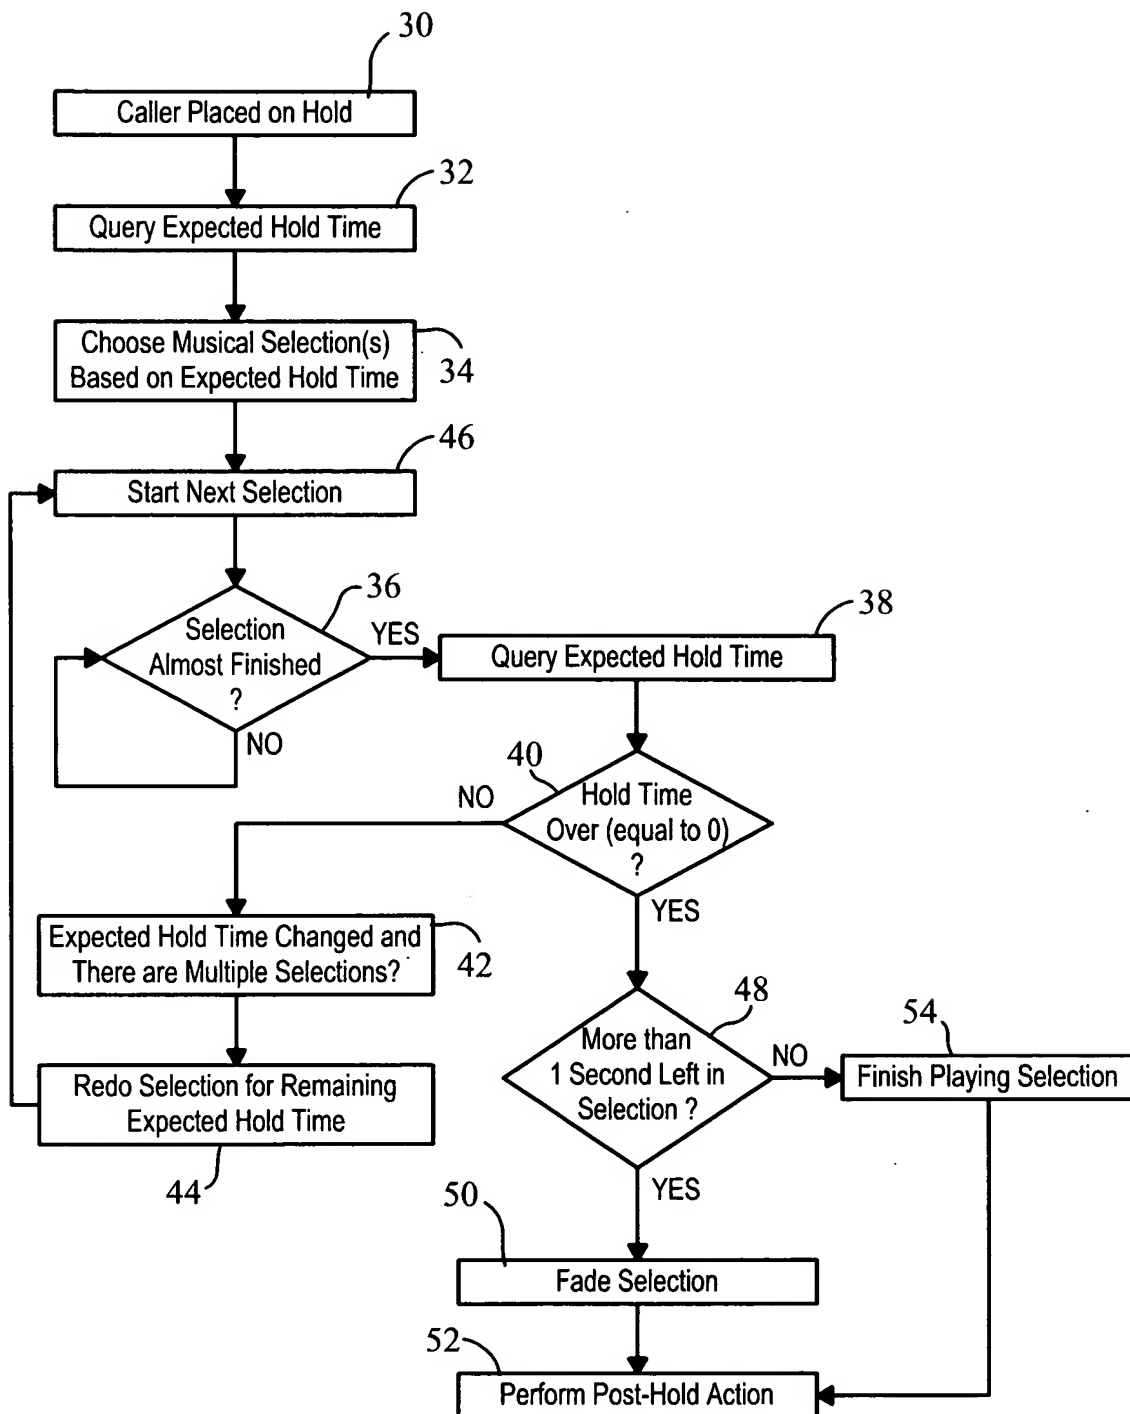 30
Caller Placed on Hold
32
Query Expected Hold Time
Choose Musical Selection(s)
Based on Expected Hold Time
34
46
Start Next Selection
36
Selection
Almost Finished
?
YES
NO
38
Query Expected Hold Time
40
Hold Time
Over (equal to 0)
?
NO
YES
Expected Hold Time Changed and
There are Multiple Selections?
42
Redo Selection for Remaining
Expected Hold Time
44
48
More than
1 Second Left in
Selection ?
NO
YES
54
Finish Playing Selection
50
Fade Selection
52
Perform Post-Hold Action